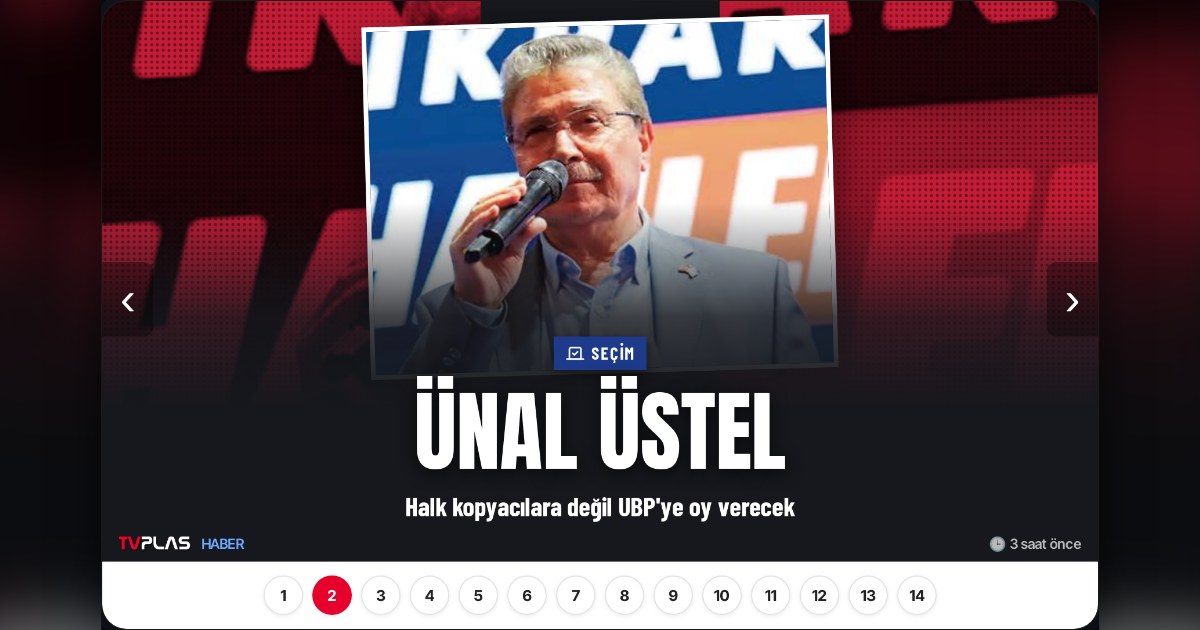 SEÇİM
ÜNAL ÜSTEL
Halk kopyacılara değil UBP'ye oy verecek
TVPLAS HABER
3 saat önce
1 2 3 4 5 6 7 8 9 10 11 12 13 14